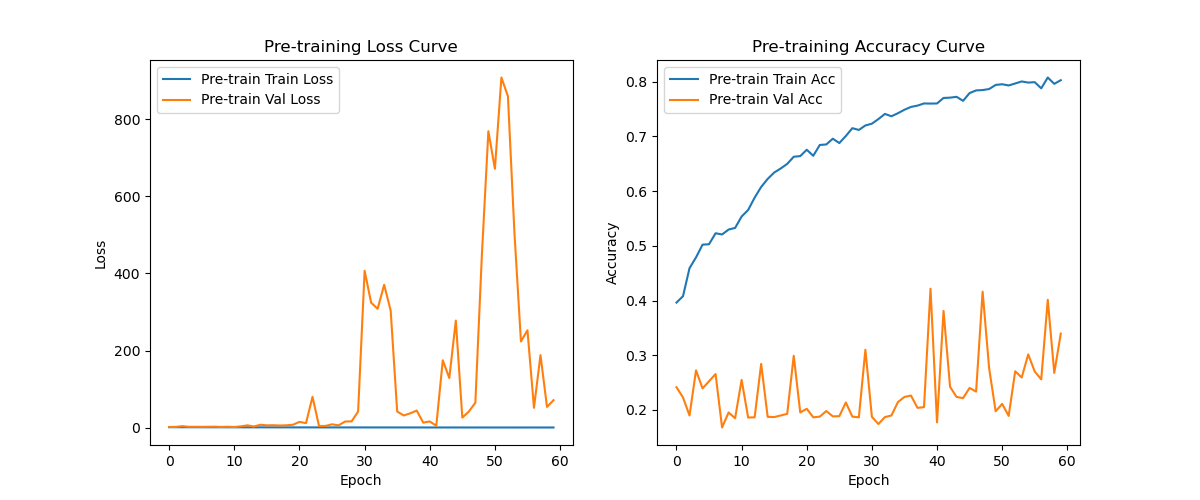 Pre-training Loss Curve
Pre-train Train Loss
Pre-train Val Loss
800
600
400
200
0
Loss
0 10 20 30 40 50 60
Epoch
Pre-training Accuracy Curve
Pre-train Train Acc
Pre-train Val Acc
0.8
0.7
0.6
0.5
0.4
0.3
0.2
Accuracy
0 10 20 30 40 50 60
Epoch